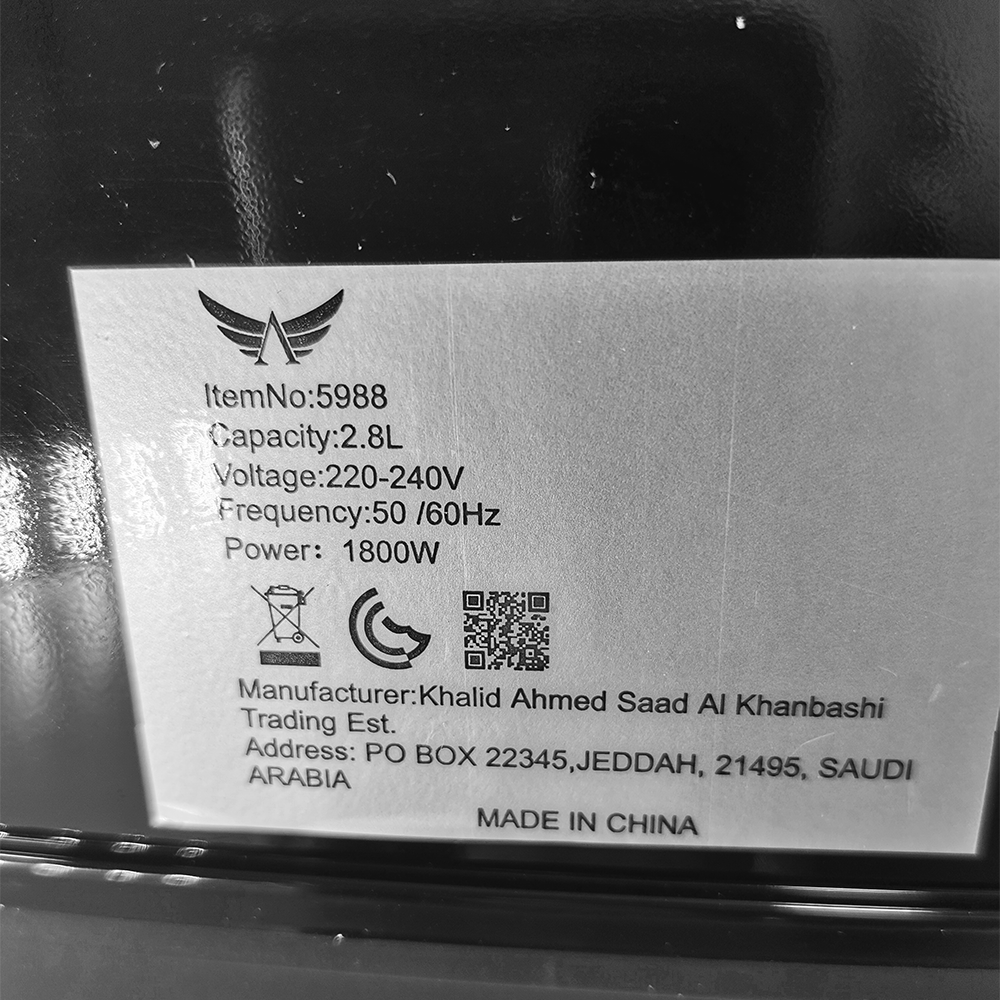 ItemNo:5988
Capacity:2.8L
Voltage:220-240V
Frequency:50 /60Hz
Power: 1800W
Manufacturer:Khalid Ahmed Saad Al Khanbashi
Trading Est.
Address: PO BOX 22345,JEDDAH, 21495, SAUDI
ARABIA
MADE IN CHINA